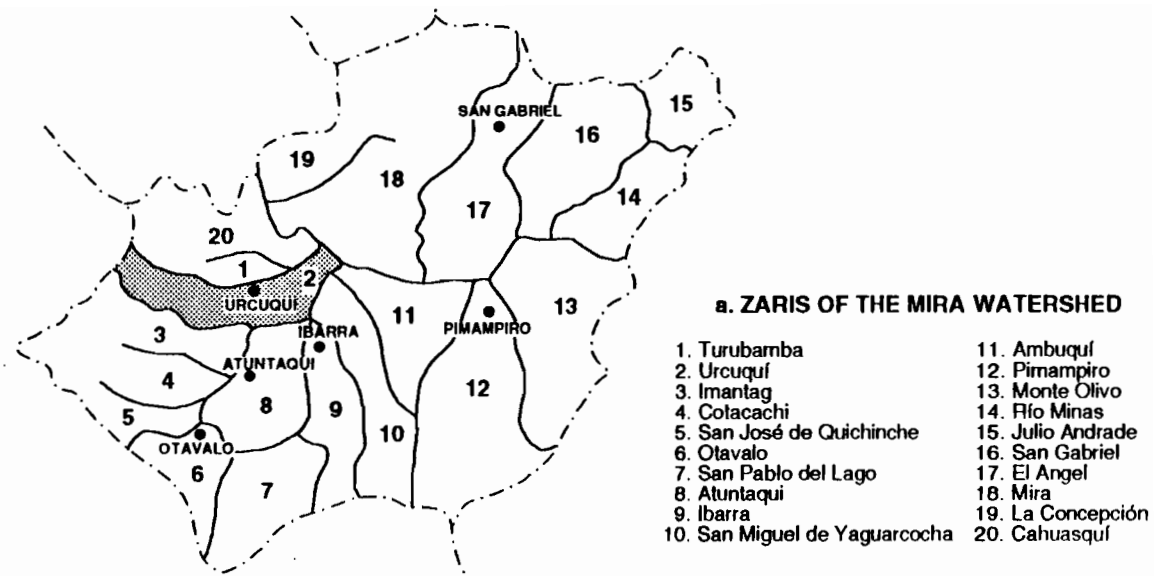 SAN GABRIEL
15
16
19
18
14
17
20
1
2
URCUQUÍ
11
PIMAMPIRO
13
3
IBARRA
ATUNTAQUI
4
8
9
12
5
OTAVALO
10
6
7
a. ZARIS OF THE MIRA WATERSHED
1. Turubamba
2. Urcuquí
3. Imantag
4. Cotacachi
5. San José de Quichinche
6. Otavalo
7. San Pablo del Lago
8. Atuntaqui
9. Ibarra
10. San Miguel de Yaguarcocha
11. Ambuquí
12. Pimampiro
13. Monte Olivo
14. Río Minas
15. Julio Andrade
16. San Gabriel
17. El Angel
18. Mira
19. La Concepción
20. Cahuasquí